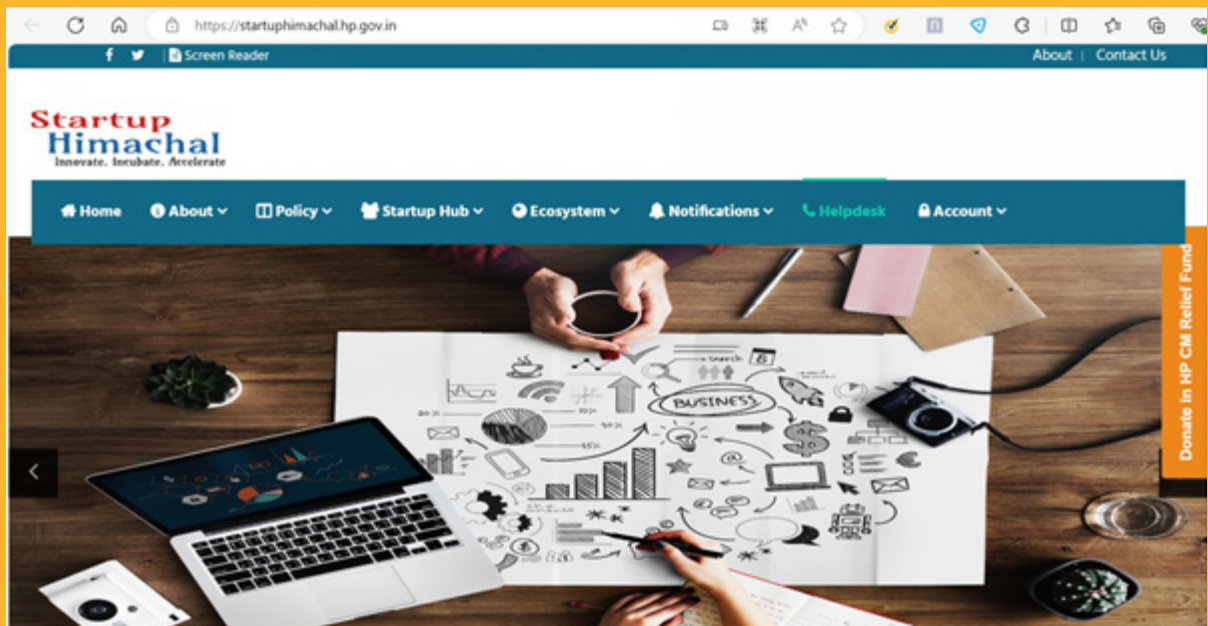 https://startuphimachal.hp.gov.in
Screen Reader
About | Contact Us
Startup
Himachal
Innovate. Incubate. Accelerate
Home About Policy Startup Hub Ecosystem Notifications Helpdesk Account
Donate in HP CM Relief Fund
search
BUSINESS